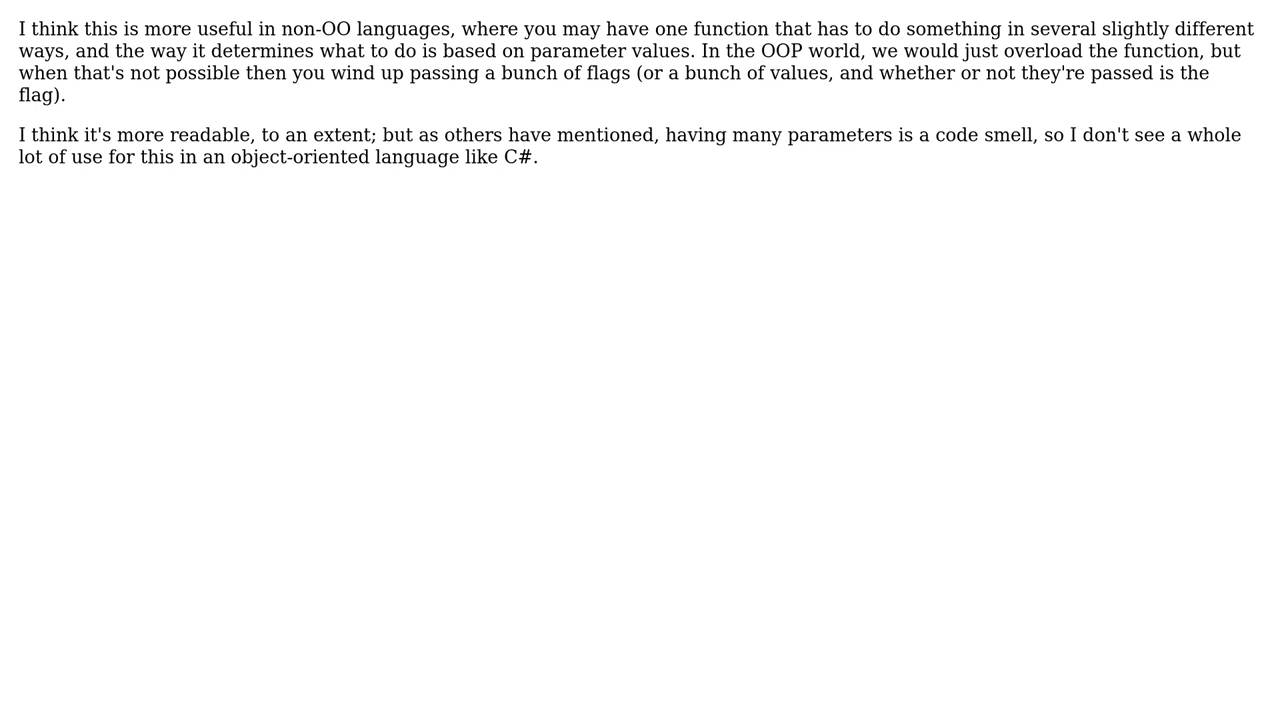 I think this is more useful in non-OO languages, where you may have one function that has to do something in several slightly different
ways, and the way it determines what to do is based on parameter values. In the OOP world, we would just overload the function, but
when that's not possible then you wind up passing a bunch of flags (or a bunch of values, and whether or not they're passed is the
flag).
I think it's more readable, to an extent; but as others have mentioned, having many parameters is a code smell, so I don't see a whole
lot of use for this in an object-oriented language like C#.